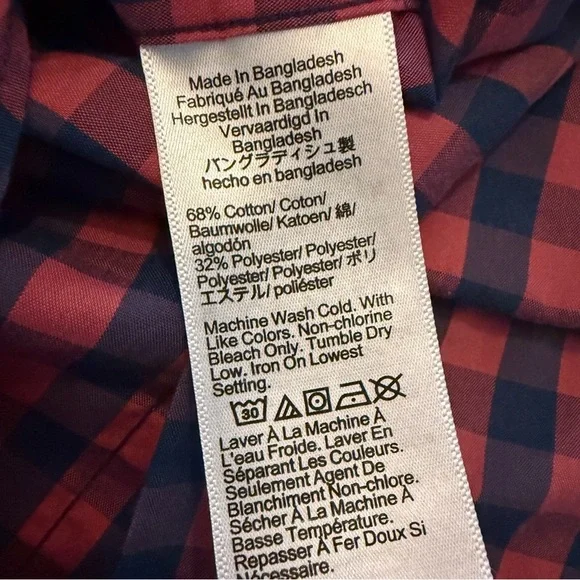 Made In Bangladesh
Fabriqué Au Bangladesh
Hergestellt In Bangladesch
Vervaardigd In
Bangladesh
バングラディシュ製
hecho en bangladesh
68% Cotton/ Coton/
Baumwolle/ Katoen/ 綿/
algodón
32% Polyester/ Polyester/
Polyester/ Polyester/ ポリ
エステル/ poliéster
Machine Wash Cold. With
Like Colors. Non-chlorine
Bleach Only. Tumble Dry
Low. Iron On Lowest
Setting.
30
Laver À La Machine À
L'eau Froide. Laver En
Séparant Les Couleurs.
Seulement Agent De
Blanchiment Non-chlore.
Sécher À La Machine À
Basse Température.
Repasser À Fer Doux Si
Nécessaire.